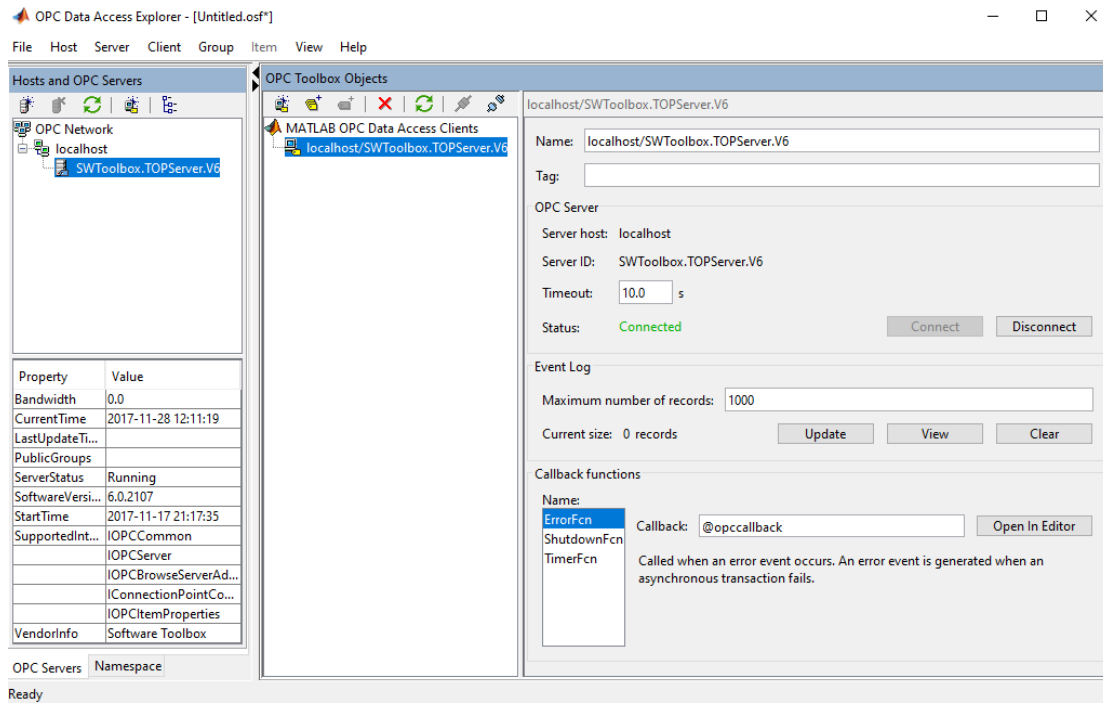 OPC Data Access Explorer - [Untitled.osf*]
File Host Server Client Group Item View Help
Hosts and OPC Servers
OPC Network
localhost
SWToolbox.TOPServer.V6
Property Value
Bandwidth 0.0
CurrentTime 2017-11-28 12:11:19
LastUpdateTi...
PublicGroups
ServerStatus Running
SoftwareVersi... 6.0.2107
StartTime 2017-11-17 21:17:35
SupportedInt... IOPCCommon
IOPCServer
IOPCBrowseServerAd...
IConnectionPointCo...
IOPCItemProperties
VendorInfo Software Toolbox
OPC Servers Namespace
Ready
OPC Toolbox Objects
MATLAB OPC Data Access Clients
localhost/SWToolbox.TOPServer.V6
localhost/SWToolbox.TOPServer.V6
Name: localhost/SWToolbox.TOPServer.V6
Tag:
OPC Server
Server host: localhost
Server ID: SWToolbox.TOPServer.V6
Timeout: 10.0 s
Status: Connected Connect Disconnect
Event Log
Maximum number of records: 1000
Current size: 0 records Update View Clear
Callback functions
Name:
ErrorFcn
ShutdownFcn
TimerFcn
Callback: @opccallback Open In Editor
Called when an error event occurs. An error event is generated when an
asynchronous transaction fails.